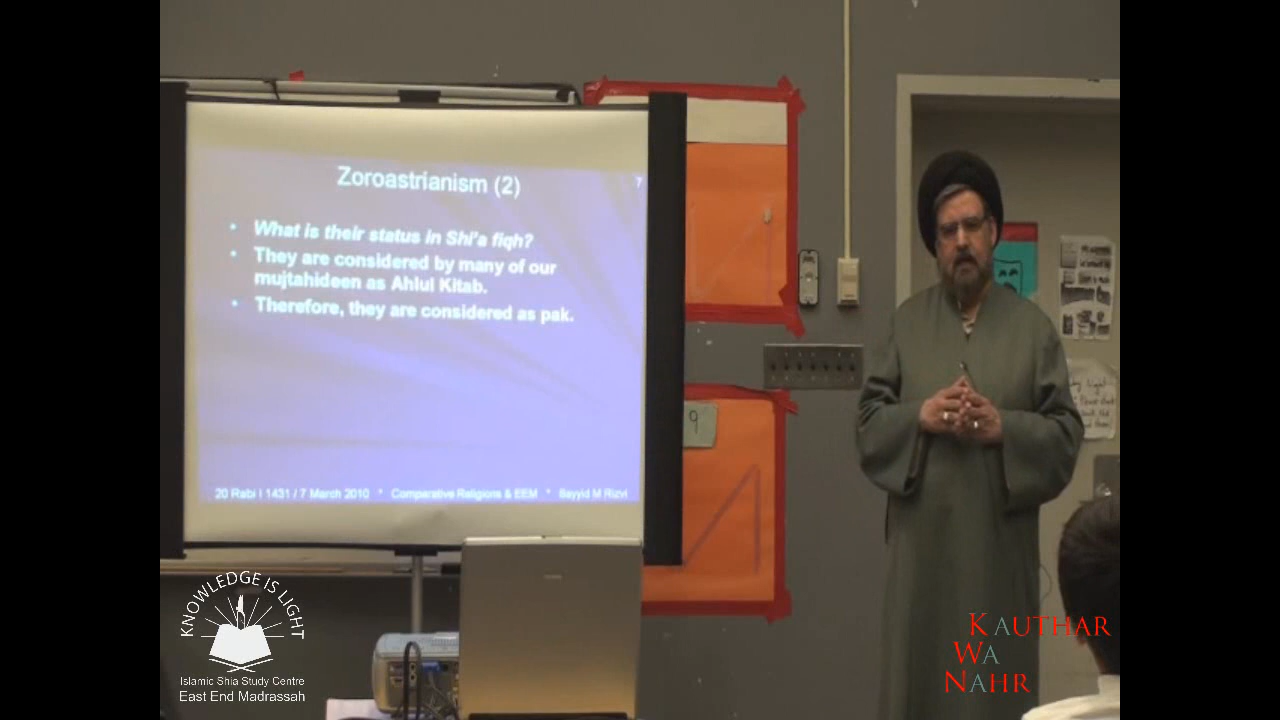 Zoroastrianism (2)
7
• What is their status in Shi'a fiqh?
• They are considered by many of our
mujtahideen as Ahlul Kitab.
• Therefore, they are considered as pak.
20 Rabi I 1431 / 7 March 2010 * Comparative Religions & EEM * Sayyid M Rizvi
9
KNOWLEDGE IS LIGHT
Islamic Shia Study Centre
East End Madrassah
KAUTHAR
WA
NAHR